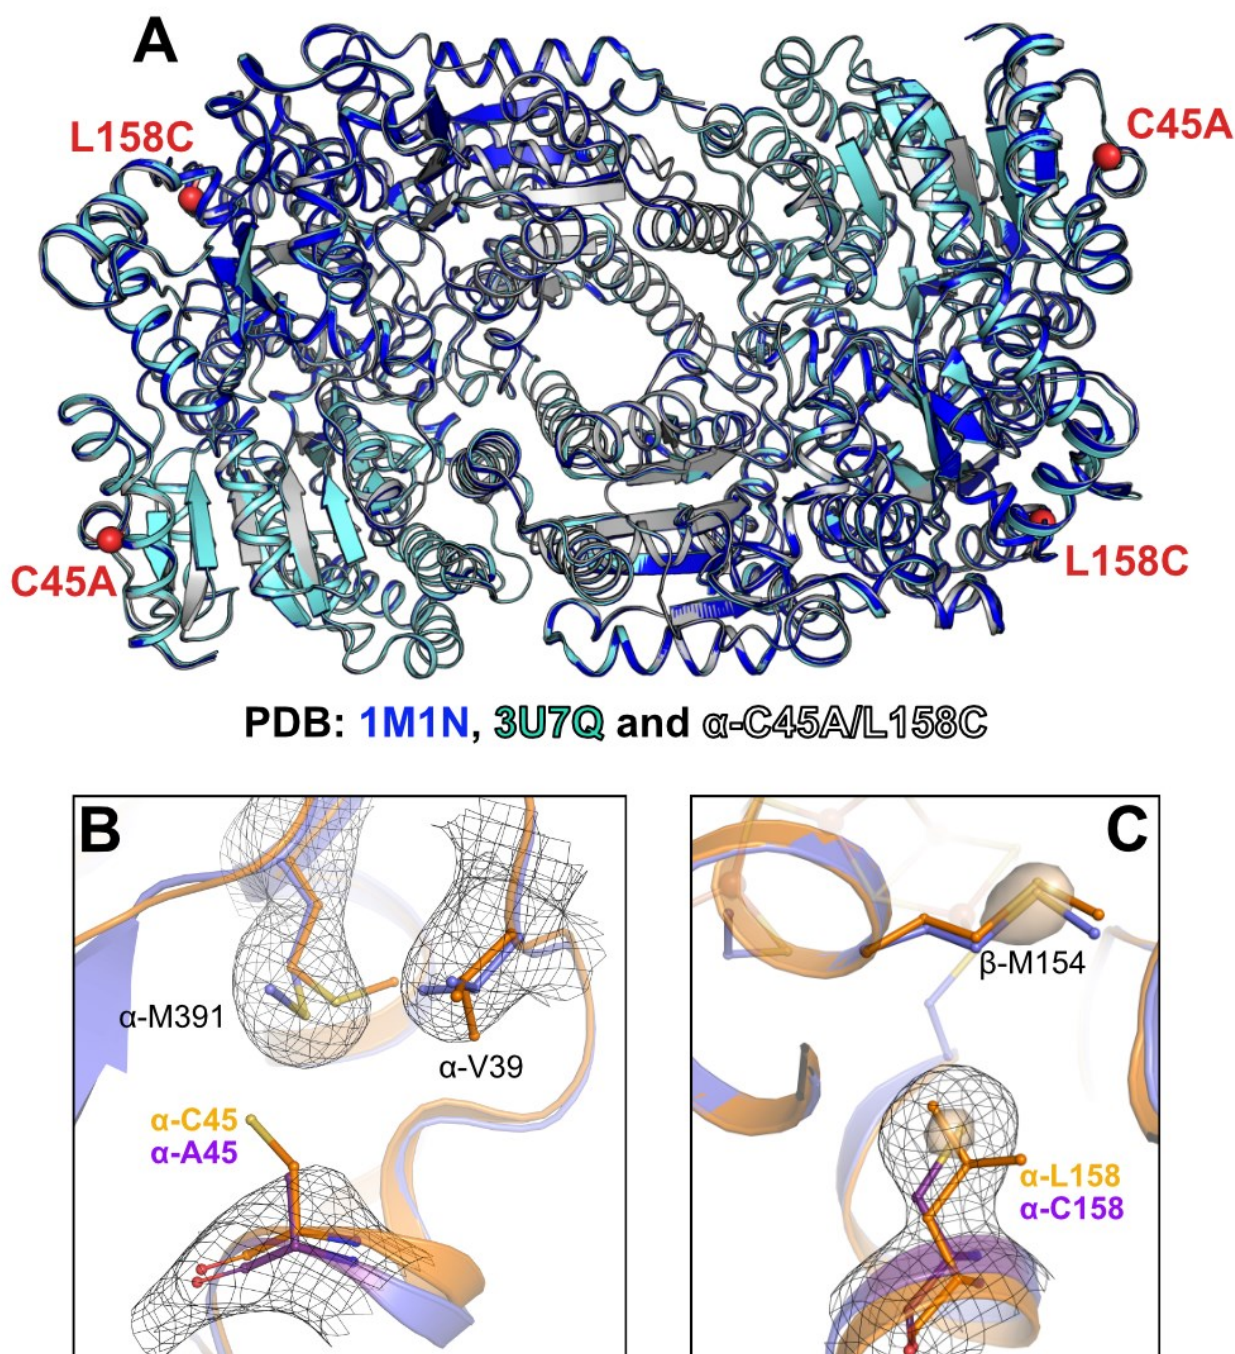 A
L158C
C45A
C45A
L158C
PDB: 1M1N, 3U7Q and α-C45A/L158C
B
C
β-M154
α-M391
α-V39
α-C45
α-A45
α-L158
α-C158